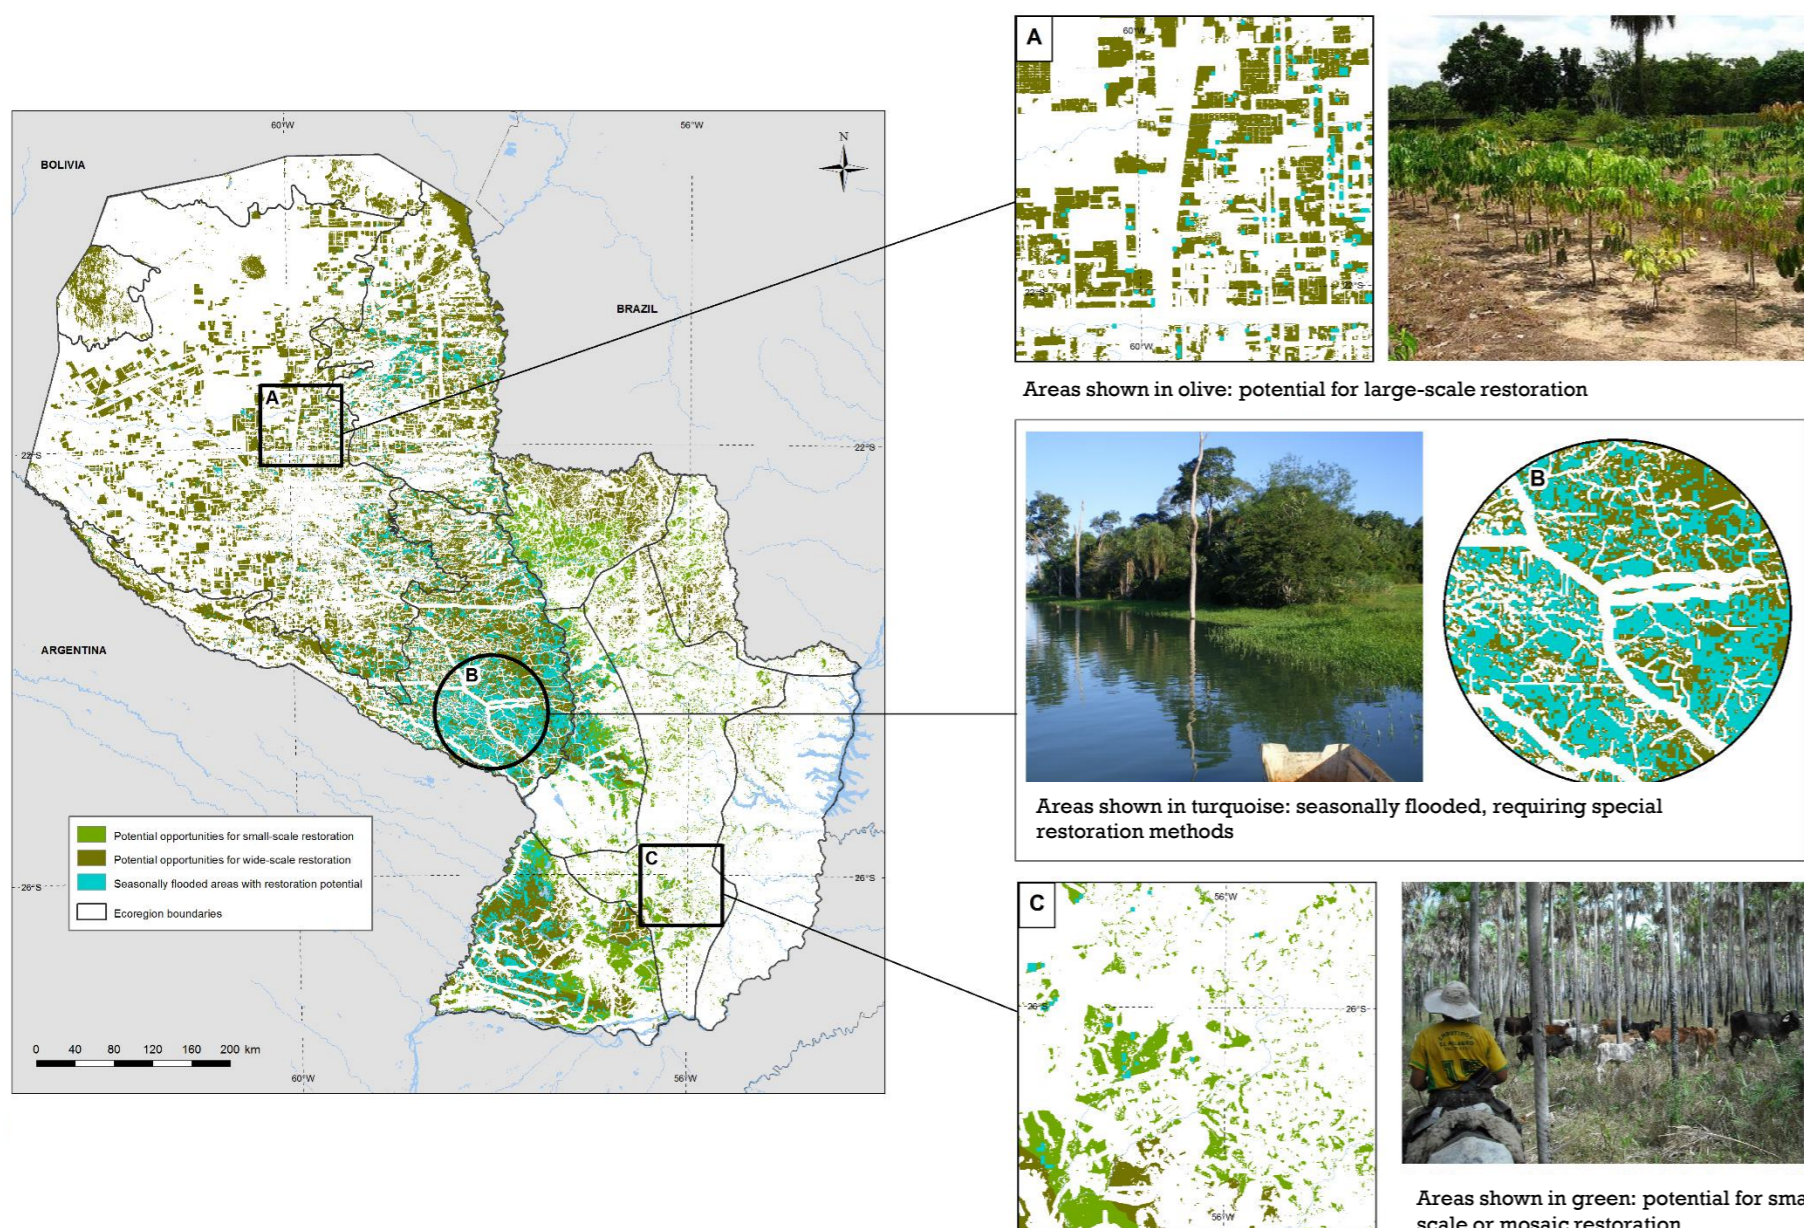 60°W
56°W
N
BOLIVIA
BRAZIL
A
22°S
22°S
ARGENTINA
B
C
Potential opportunities for small-scale restoration
Potential opportunities for wide-scale restoration
Seasonally flooded areas with restoration potential
Ecoregion boundaries
26°S
26°S
0 40 80 120 160 200 km
60°W
56°W
A
60°W
22°S
60°W
Areas shown in olive: potential for large-scale restoration
B
Areas shown in turquoise: seasonally flooded, requiring special
restoration methods
C
56°W
26°S
26°S
56°W
Areas shown in green: potential for sma
scale or mosaic restoration